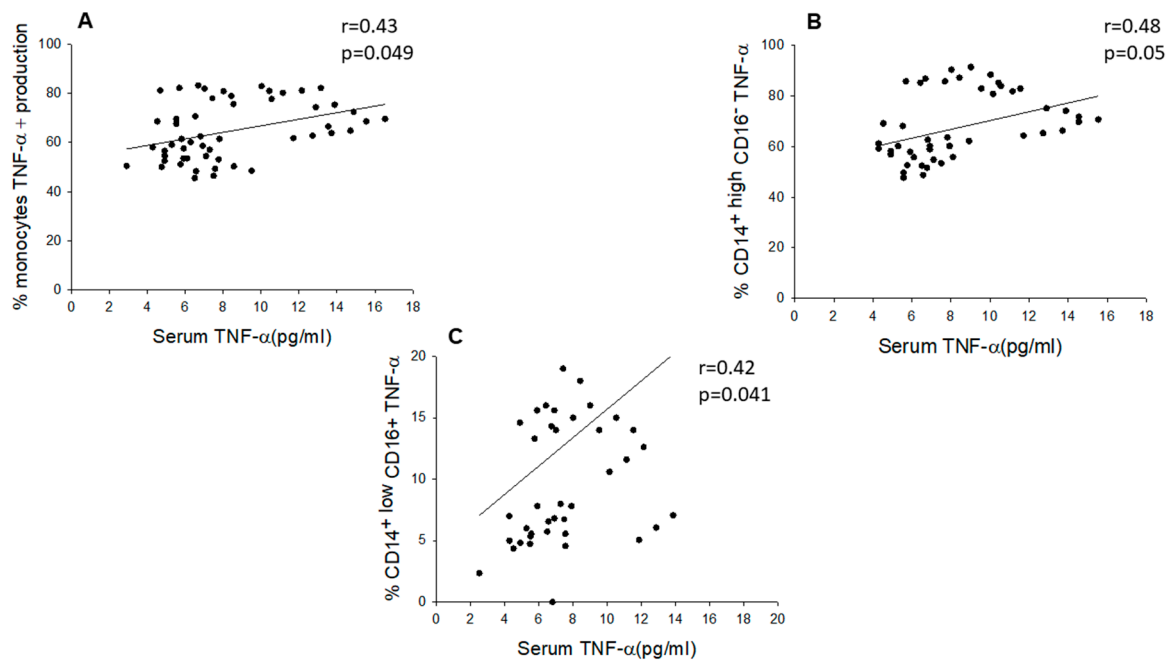 A
r=0.43
p=0.049
100
80
60
40
20
0
% monocytes TNF-α + production
0 2 4 6 8 10 12 14 16 18
Serum TNF-α(pg/ml)
B
r=0.48
p=0.05
100
80
60
40
20
0
% CD14⁺ high CD16⁻ TNF-α
0 2 4 6 8 10 12 14 16
Serum TNF-α(pg/ml)
C
r=0.42
p=0.041
20
15
10
5
0
% CD14⁺ low CD16+ TNF-α
0 2 4 6 8 10 12 14 16 18 20
Serum TNF-α(pg/ml)